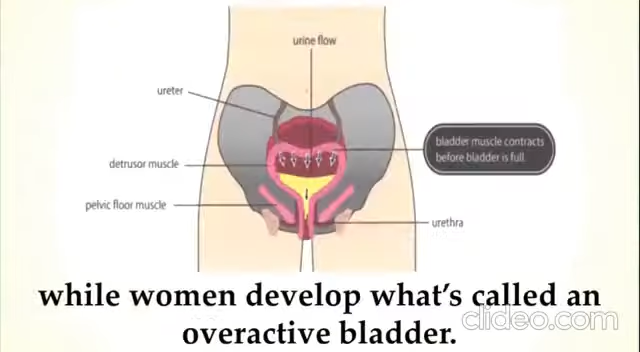 urine flow
ureter
bladder muscle contracts
before bladder is full
detrusor muscle
pelvic floor muscle
urethra
while women develop what's called an
overactive bladder.
clideo.com